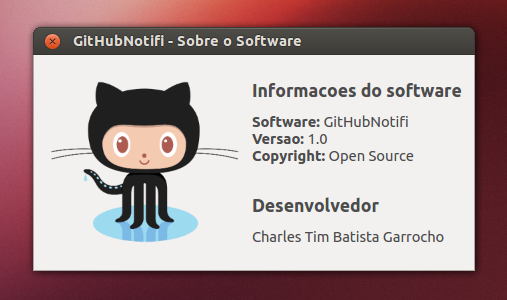 GitHubNotifi - Sobre o Software
Informacoes do software
Software: GitHubNotifi
Versao: 1.0
Copyright: Open Source
Desenvolvedor
Charles Tim Batista Garrocho